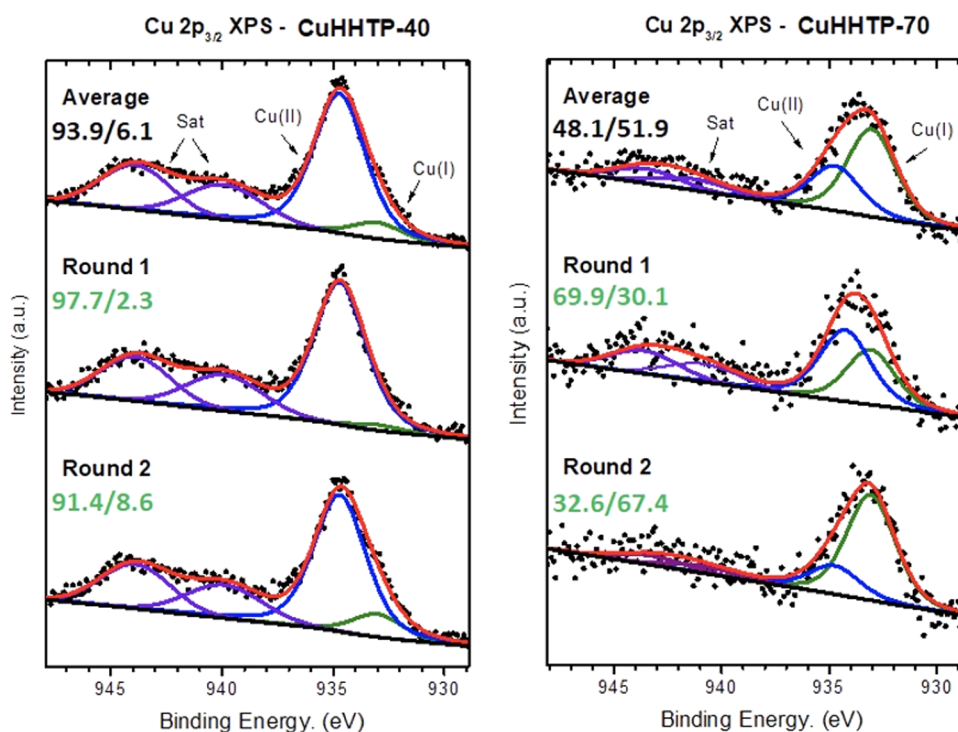 Cu 2p3/2 XPS - CuHHTP-40
Average
93.9/6.1
Sat
Cu(II)
Cu(I)
Round 1
97.7/2.3
Round 2
91.4/8.6
Intensity (a.u.)
945 940 935 930
Binding Energy. (eV)
Cu 2p3/2 XPS - CuHHTP-70
Average
48.1/51.9
Sat
Cu(II)
Cu(I)
Round 1
69.9/30.1
Round 2
32.6/67.4
Intensity (a.u.)
945 940 935 930
Binding Energy. (eV)